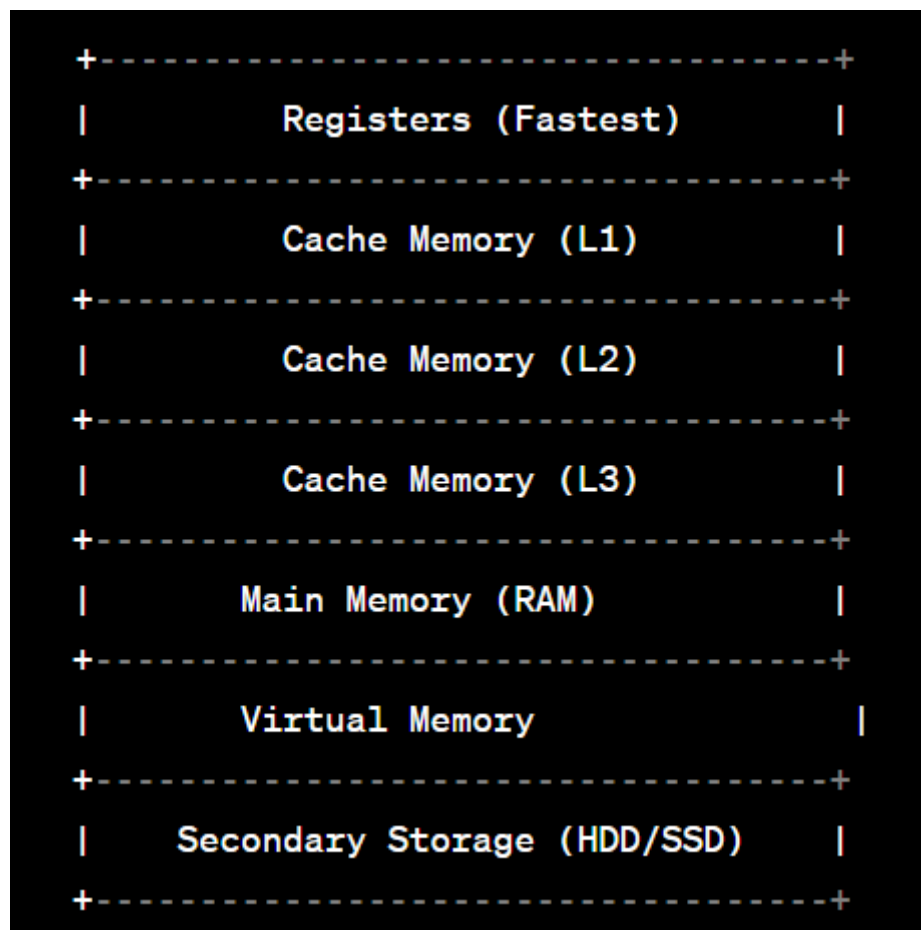 +-----------------------------------+
|         Registers (Fastest)       |
+-----------------------------------+
|         Cache Memory (L1)         |
+-----------------------------------+
|         Cache Memory (L2)         |
+-----------------------------------+
|         Cache Memory (L3)         |
+-----------------------------------+
|       Main Memory (RAM)           |
+-----------------------------------+
|       Virtual Memory               |
+-----------------------------------+
|    Secondary Storage (HDD/SSD)    |
+-----------------------------------+